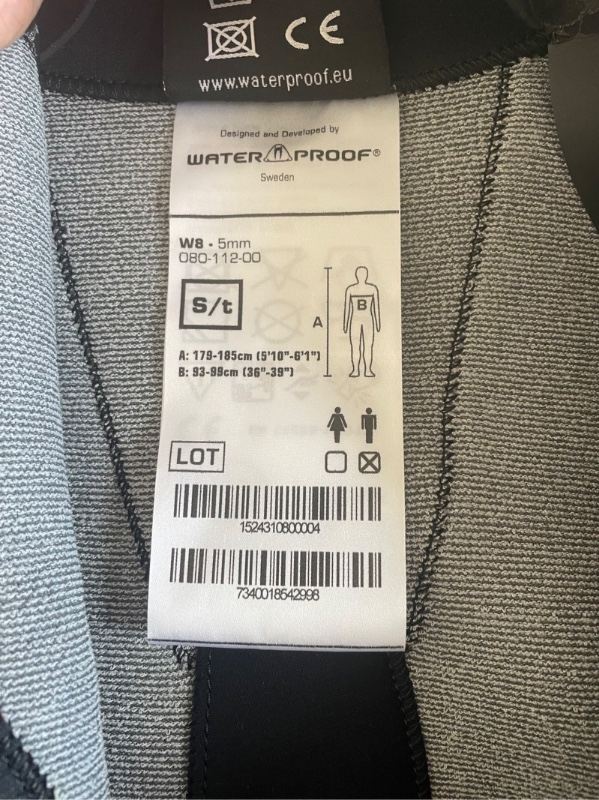 CE
www.waterproof.eu
Designed and Developed by
WATERPROOF®
Sweden
W8 • 5mm
080-112-00
S/t
A
B
A: 179-185cm (5'10"-6'1")
B: 93-99cm (36"-39")
LOT
1524310800004
7340018542998